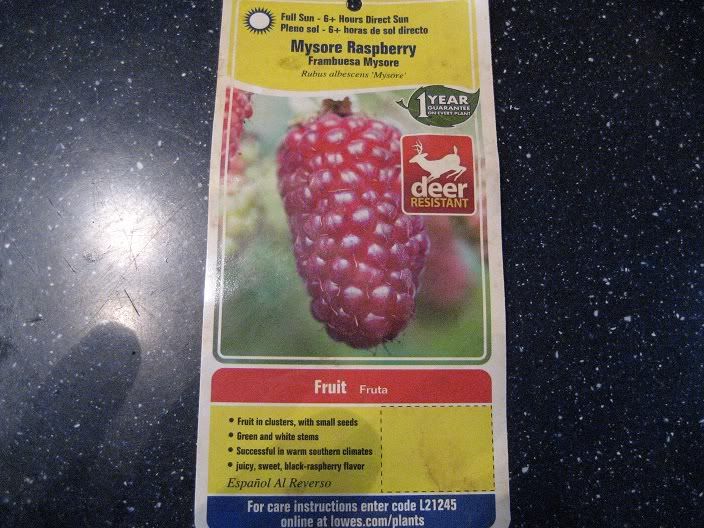 Full Sun - 6+ Hours Direct Sun
Pleno sol - 6+ horas de sol directo
Mysore Raspberry
Frambuesa Mysore
Rubus albescens 'Mysore'
1 YEAR
GUARANTEE
ON EVERY PLANT
deer
RESISTANT
Fruit Fruta
• Fruit in clusters, with small seeds
• Green and white stems
• Successful in warm southern climates
• juicy, sweet, black-raspberry flavor
Español Al Reverso
For care instructions enter code L21245
online at lowes.com/plants